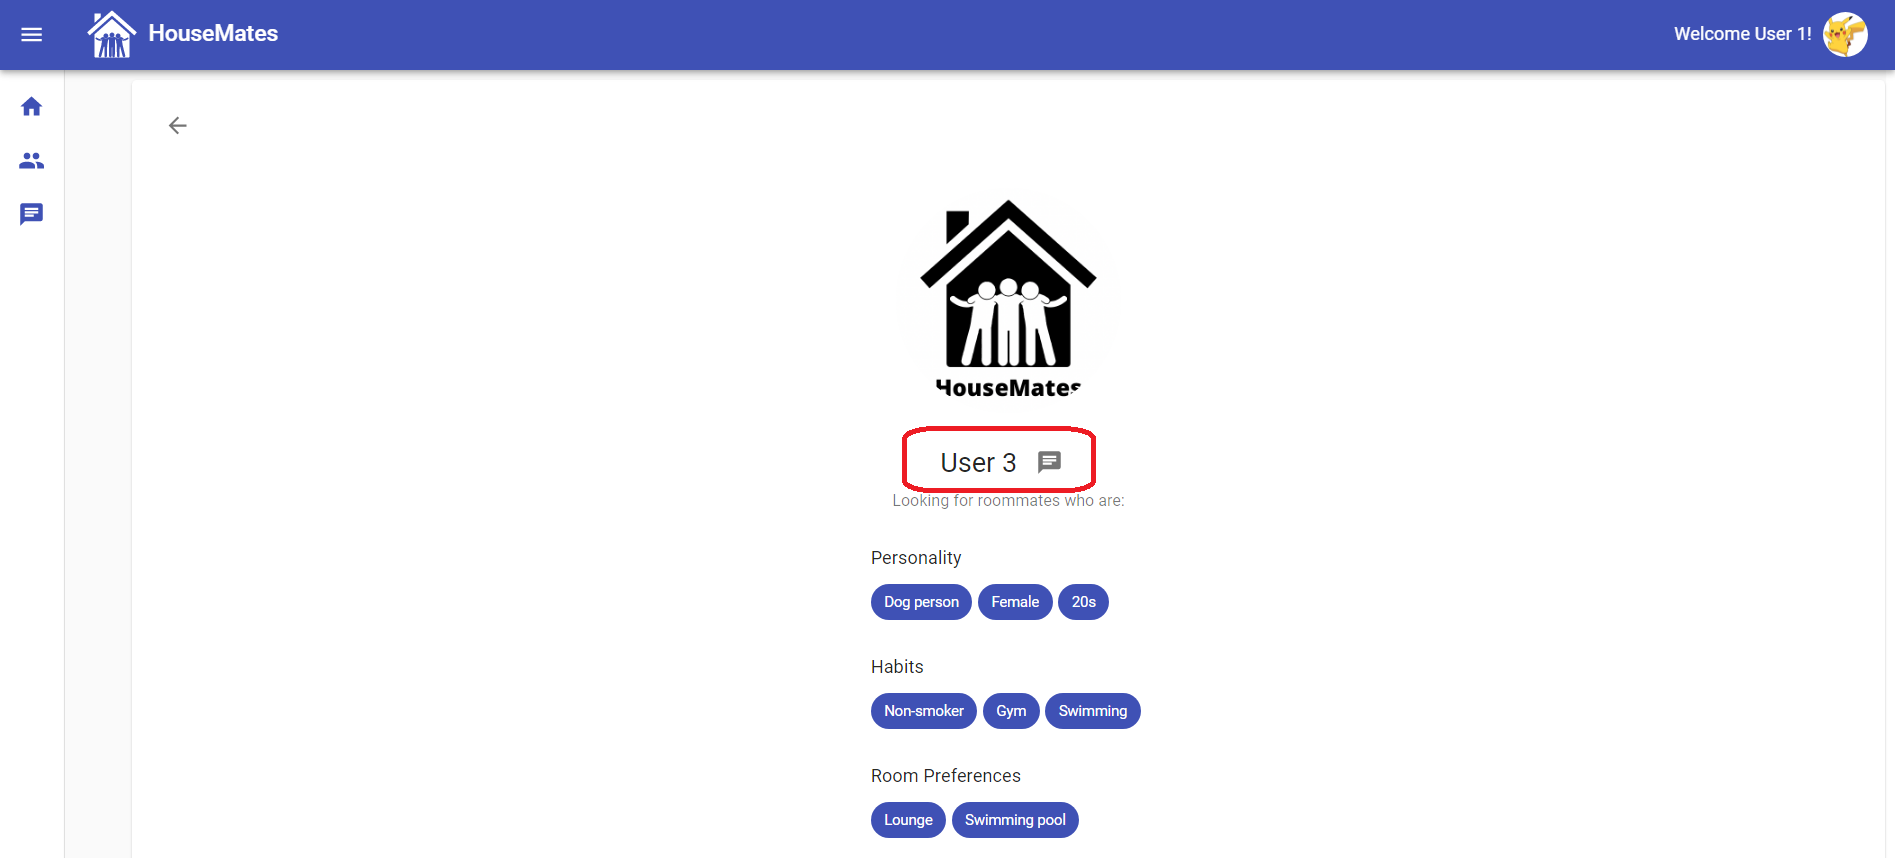 HouseMates
Welcome User 1!
HouseMates
User 3
Looking for roommates who are:
Personality
Dog person Female 20s
Habits
Non-smoker Gym Swimming
Room Preferences
Lounge Swimming pool